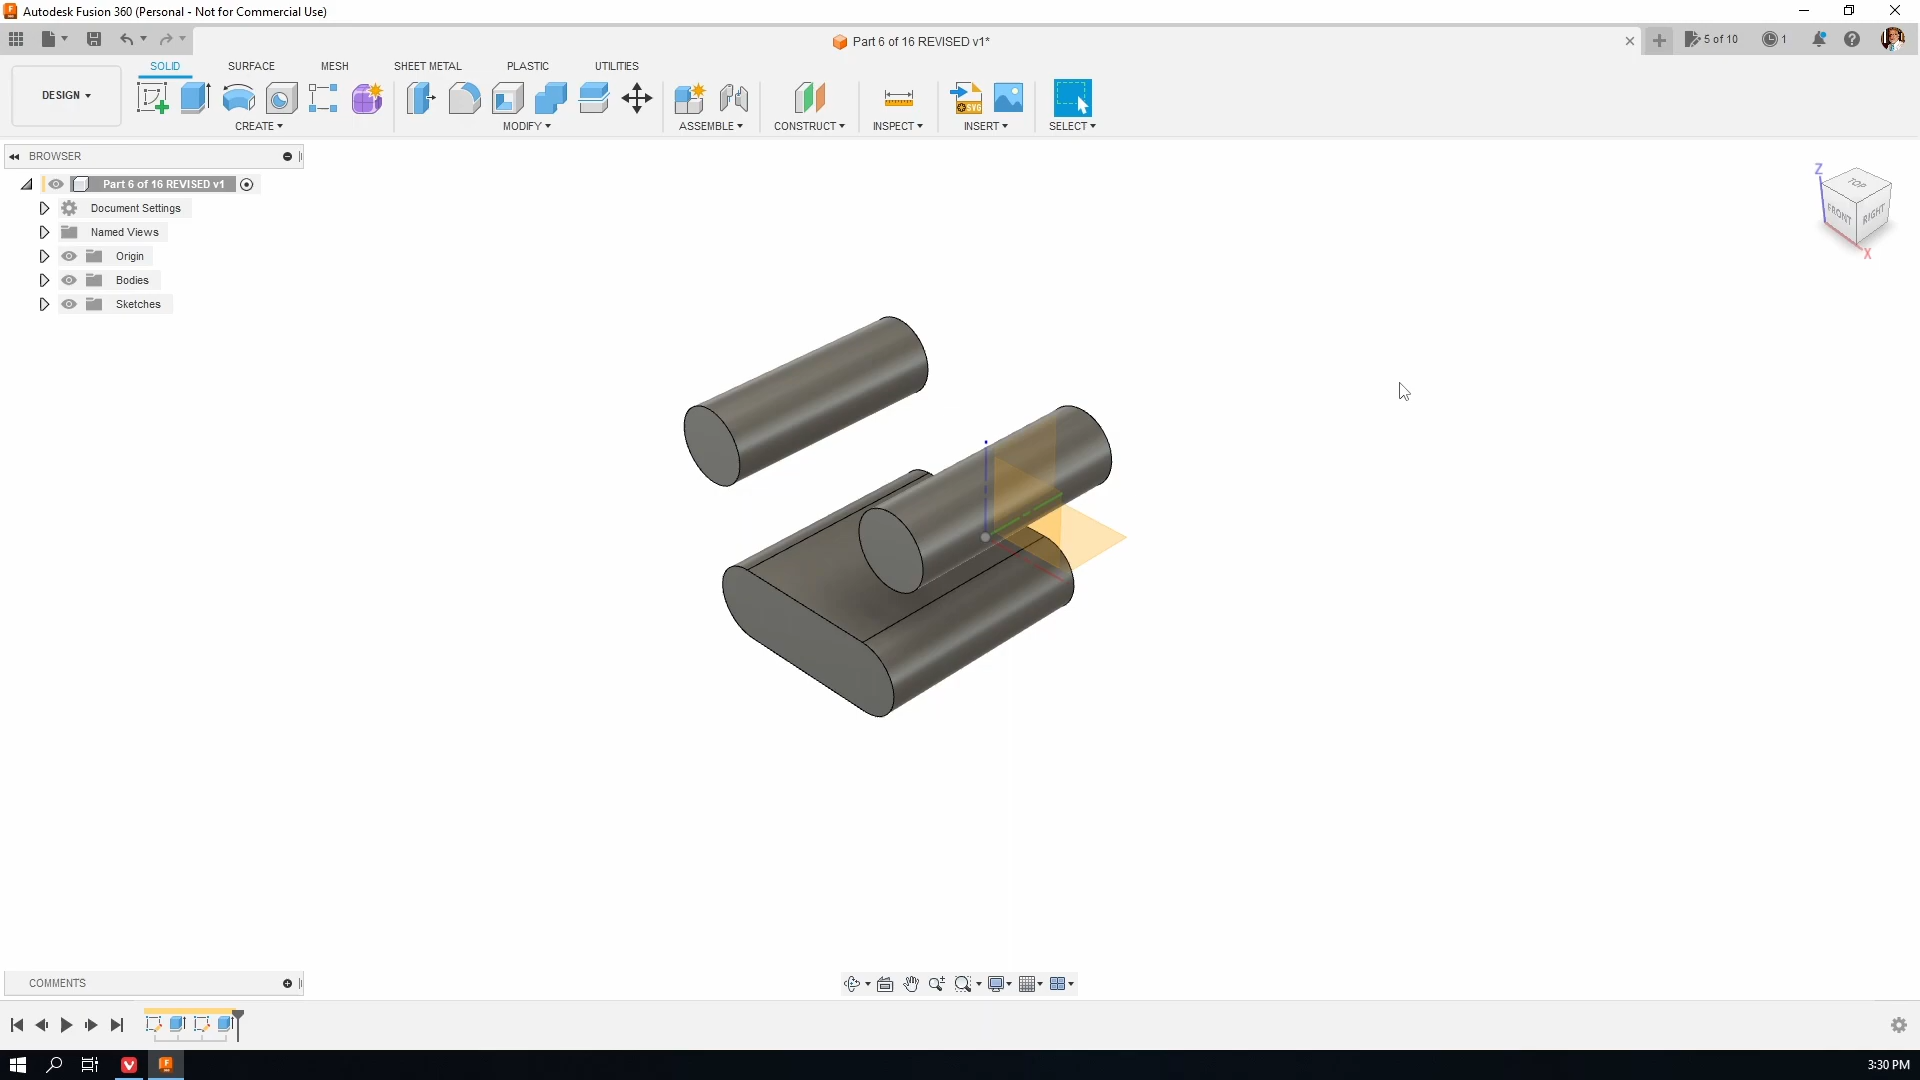 Autodesk Fusion 360 (Personal - Not for Commercial Use)
Part 6 of 16 REVISED v1*
5 of 10
1
DESIGN
SOLID
SURFACE
MESH
SHEET METAL
PLASTIC
UTILITIES
SVG
CREATE
MODIFY
ASSEMBLE
CONSTRUCT
INSPECT
INSERT
SELECT
BROWSER
Part 6 of 16 REVISED v1
Document Settings
Named Views
Origin
Bodies
Sketches
Z
TOP
FRONT
RIGHT
X
COMMENTS
3:30 PM